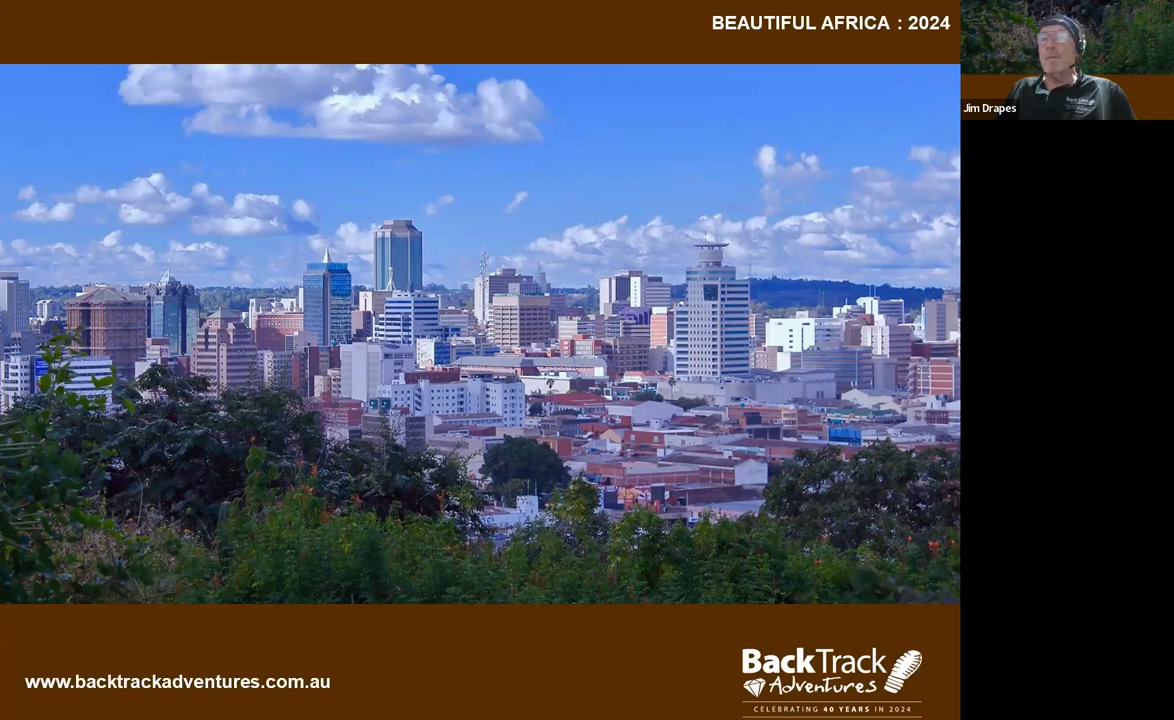 BEAUTIFUL AFRICA : 2024
Jim Drapes
www.backtrackadventures.com.au
BackTrack
Adventures
CELEBRATING 40 YEARS IN 2024